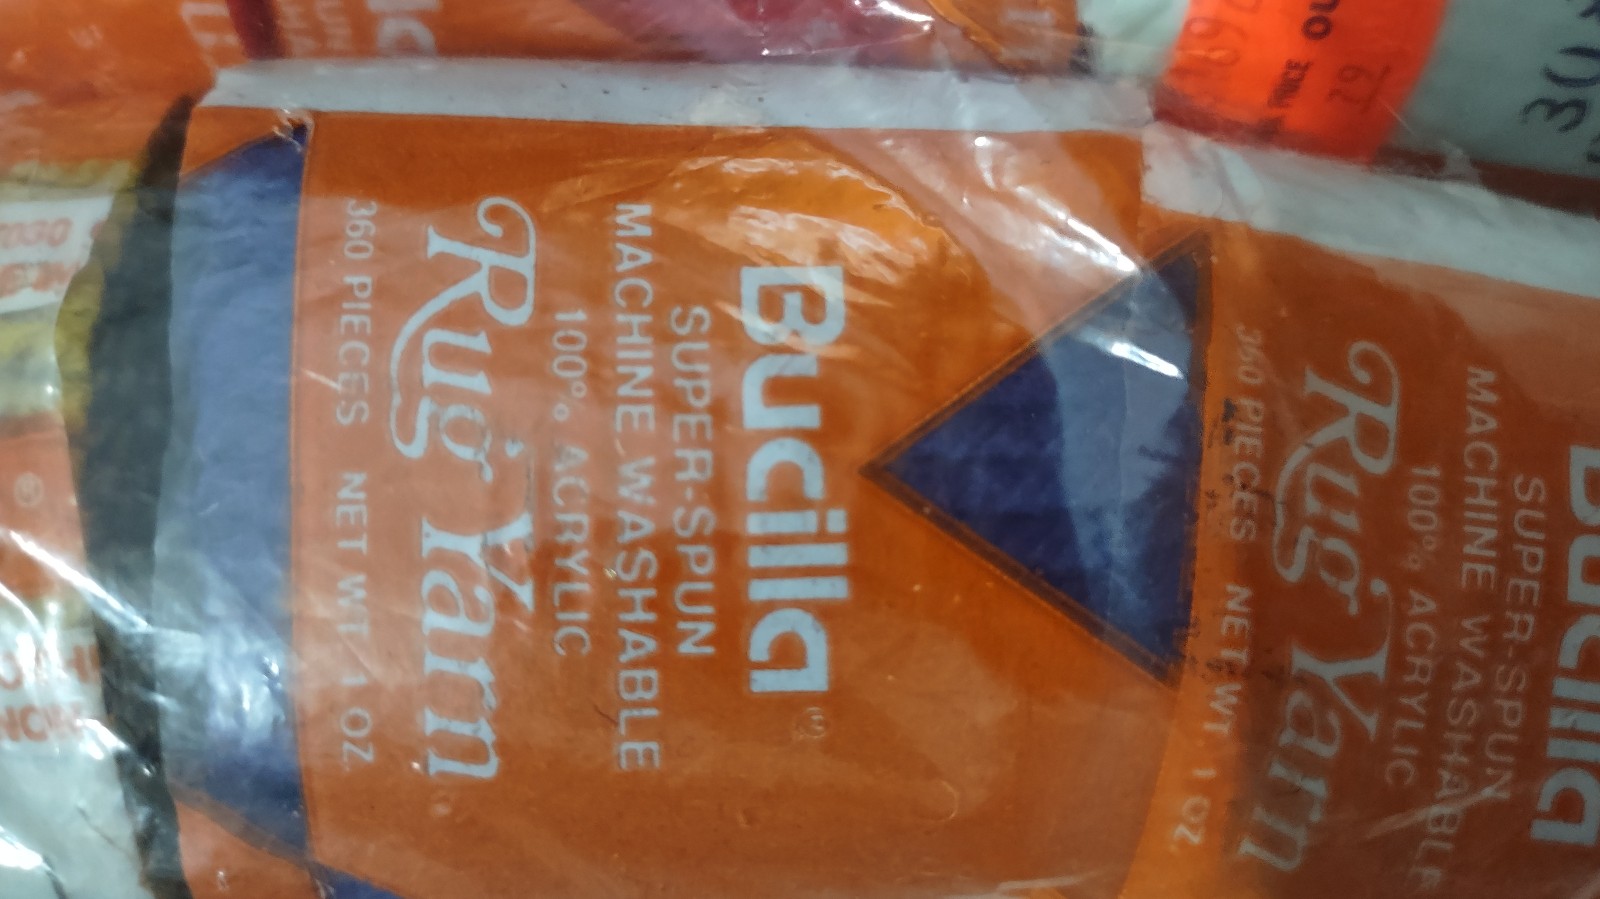 Bucilla®
SUPER-SPUN
MACHINE WASHABLE
100% ACRYLIC
Rug Yarn
360 PIECES NET WT 1 OZ.
Bucilla
SUPER-SPUN
MACHINE WASHABLE
100% ACRYLIC
Rug Yarn
360 PIECES NET WT 1 OZ
PRICE